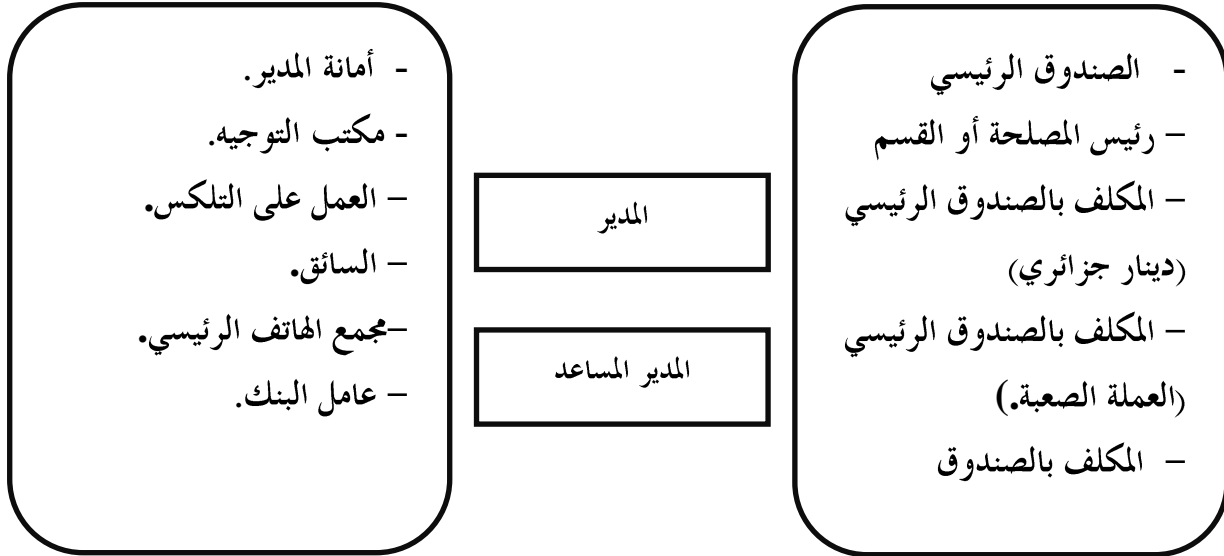 - الصندوق الرئيسي
– رئيس المصلحة أو القسم
– المكلف بالصندوق الرئيسي
(دينار جزائري)
– المكلف بالصندوق الرئيسي
(العملة الصعبة.)
– المكلف بالصندوق
المدير
المدير المساعد
- أمانة المدير.
- مكتب التوجيه.
– العمل على التلكس.
– السائق.
–مجمع الهاتف الرئيسي.
– عامل البنك.